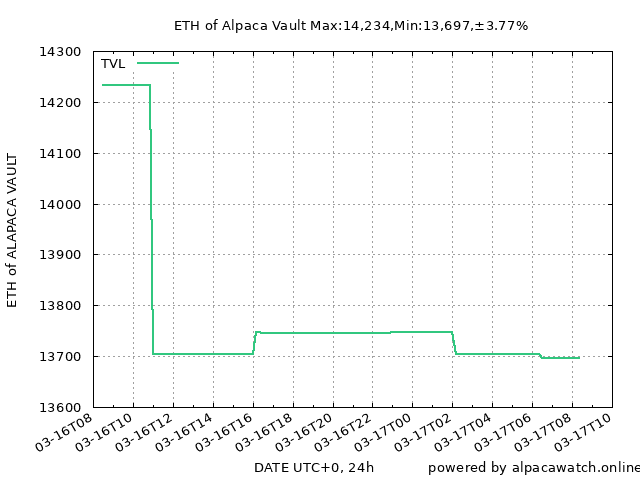 ETH of Alpaca Vault Max:14,234,Min:13,697,±3.77%
TVL
14300
14200
14100
14000
13900
13800
13700
13600
ETH of ALAPACA VAULT
03-16T08
03-16T10
03-16T12
03-16T14
03-16T16
03-16T18
03-16T20
03-16T22
03-17T00
03-17T02
03-17T04
03-17T06
03-17T08
03-17T10
DATE UTC+0, 24h
powered by alpacawatch.online